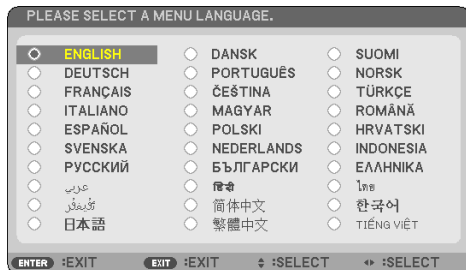 PLEASE SELECT A MENU LANGUAGE.
ENGLISH DANSK SUOMI
DEUTSCH PORTUGUÊS NORSK
FRANÇAIS ČEŠTINA TÜRKÇE
ITALIANO MAGYAR ROMÂNĂ
ESPAÑOL POLSKI HRVATSKI
SVENSKA NEDERLANDS INDONESIA
РУССКИЙ БЪЛГАРСКИ ΕΛΛΗΝΙΚΑ
عربي हिन्दी ไทย
简体中文 한국어
日本語 繁體中文 TIẾNG VIỆT
ENTER :EXIT EXIT :EXIT :SELECT :SELECT